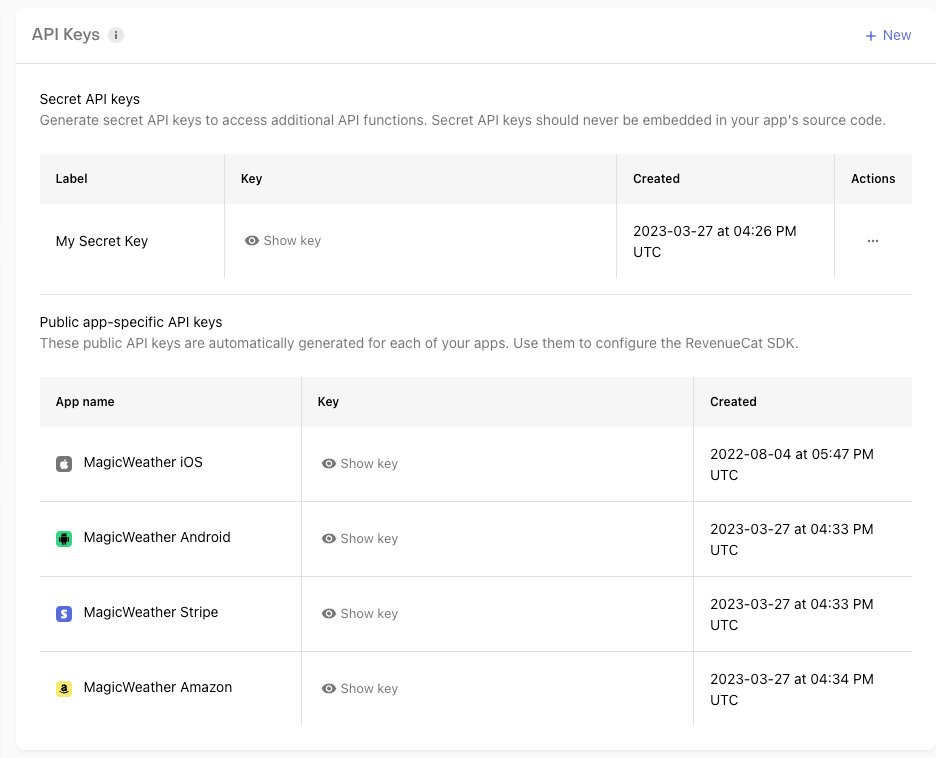 API Keys
+ New
Secret API keys
Generate secret API keys to access additional API functions. Secret API keys should never be embedded in your app's source code.
Label Key Created Actions
My Secret Key Show key 2023-03-27 at 04:26 PM
UTC
Public app-specific API keys
These public API keys are automatically generated for each of your apps. Use them to configure the RevenueCat SDK.
App name Key Created
MagicWeather iOS Show key 2022-08-04 at 05:47 PM
UTC
MagicWeather Android Show key 2023-03-27 at 04:33 PM
UTC
MagicWeather Stripe Show key 2023-03-27 at 04:33 PM
UTC
MagicWeather Amazon Show key 2023-03-27 at 04:34 PM
UTC